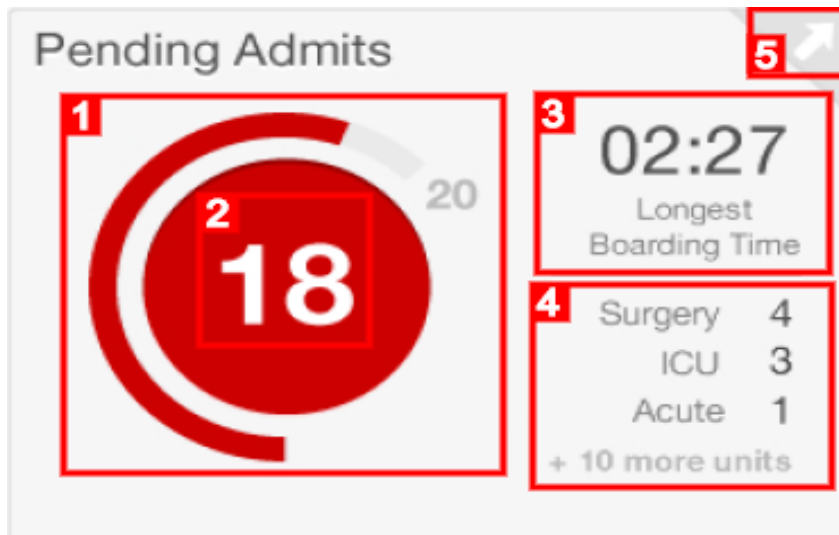 Pending Admits
5
1
20
2
18
3
02:27
Longest
Boarding Time
4
Surgery 4
ICU 3
Acute 1
+ 10 more units